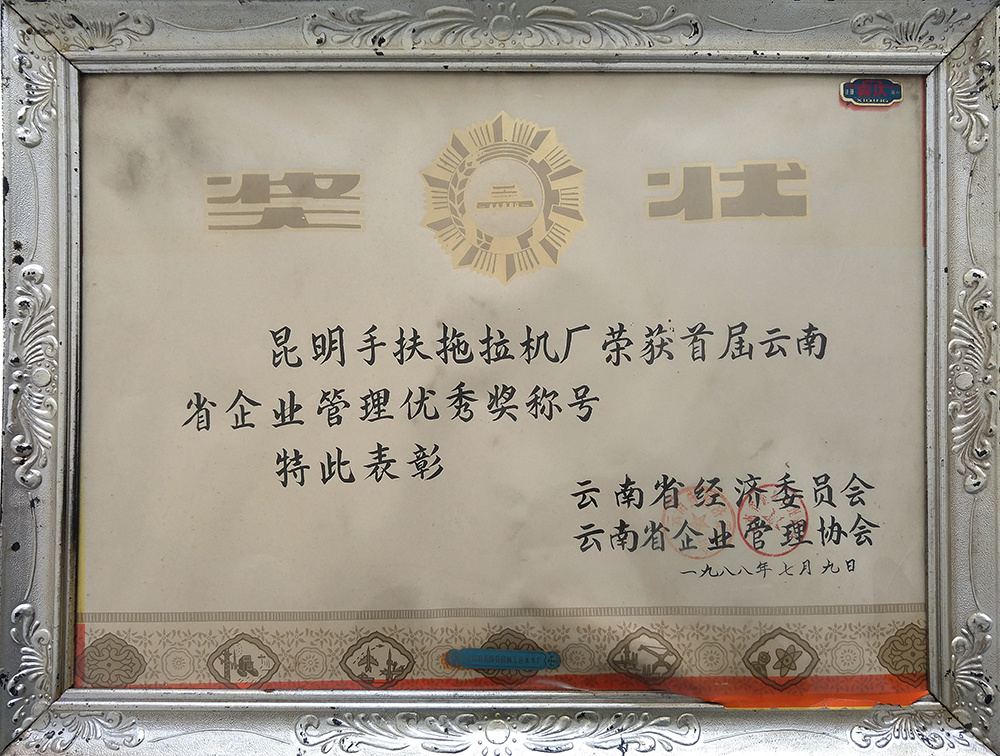 奖 状
昆明手扶拖拉机厂荣获首届云南
省企业管理优秀奖称号
特此表彰
云南省经济委员会
云南省企业管理协会
一九八八年七月九日